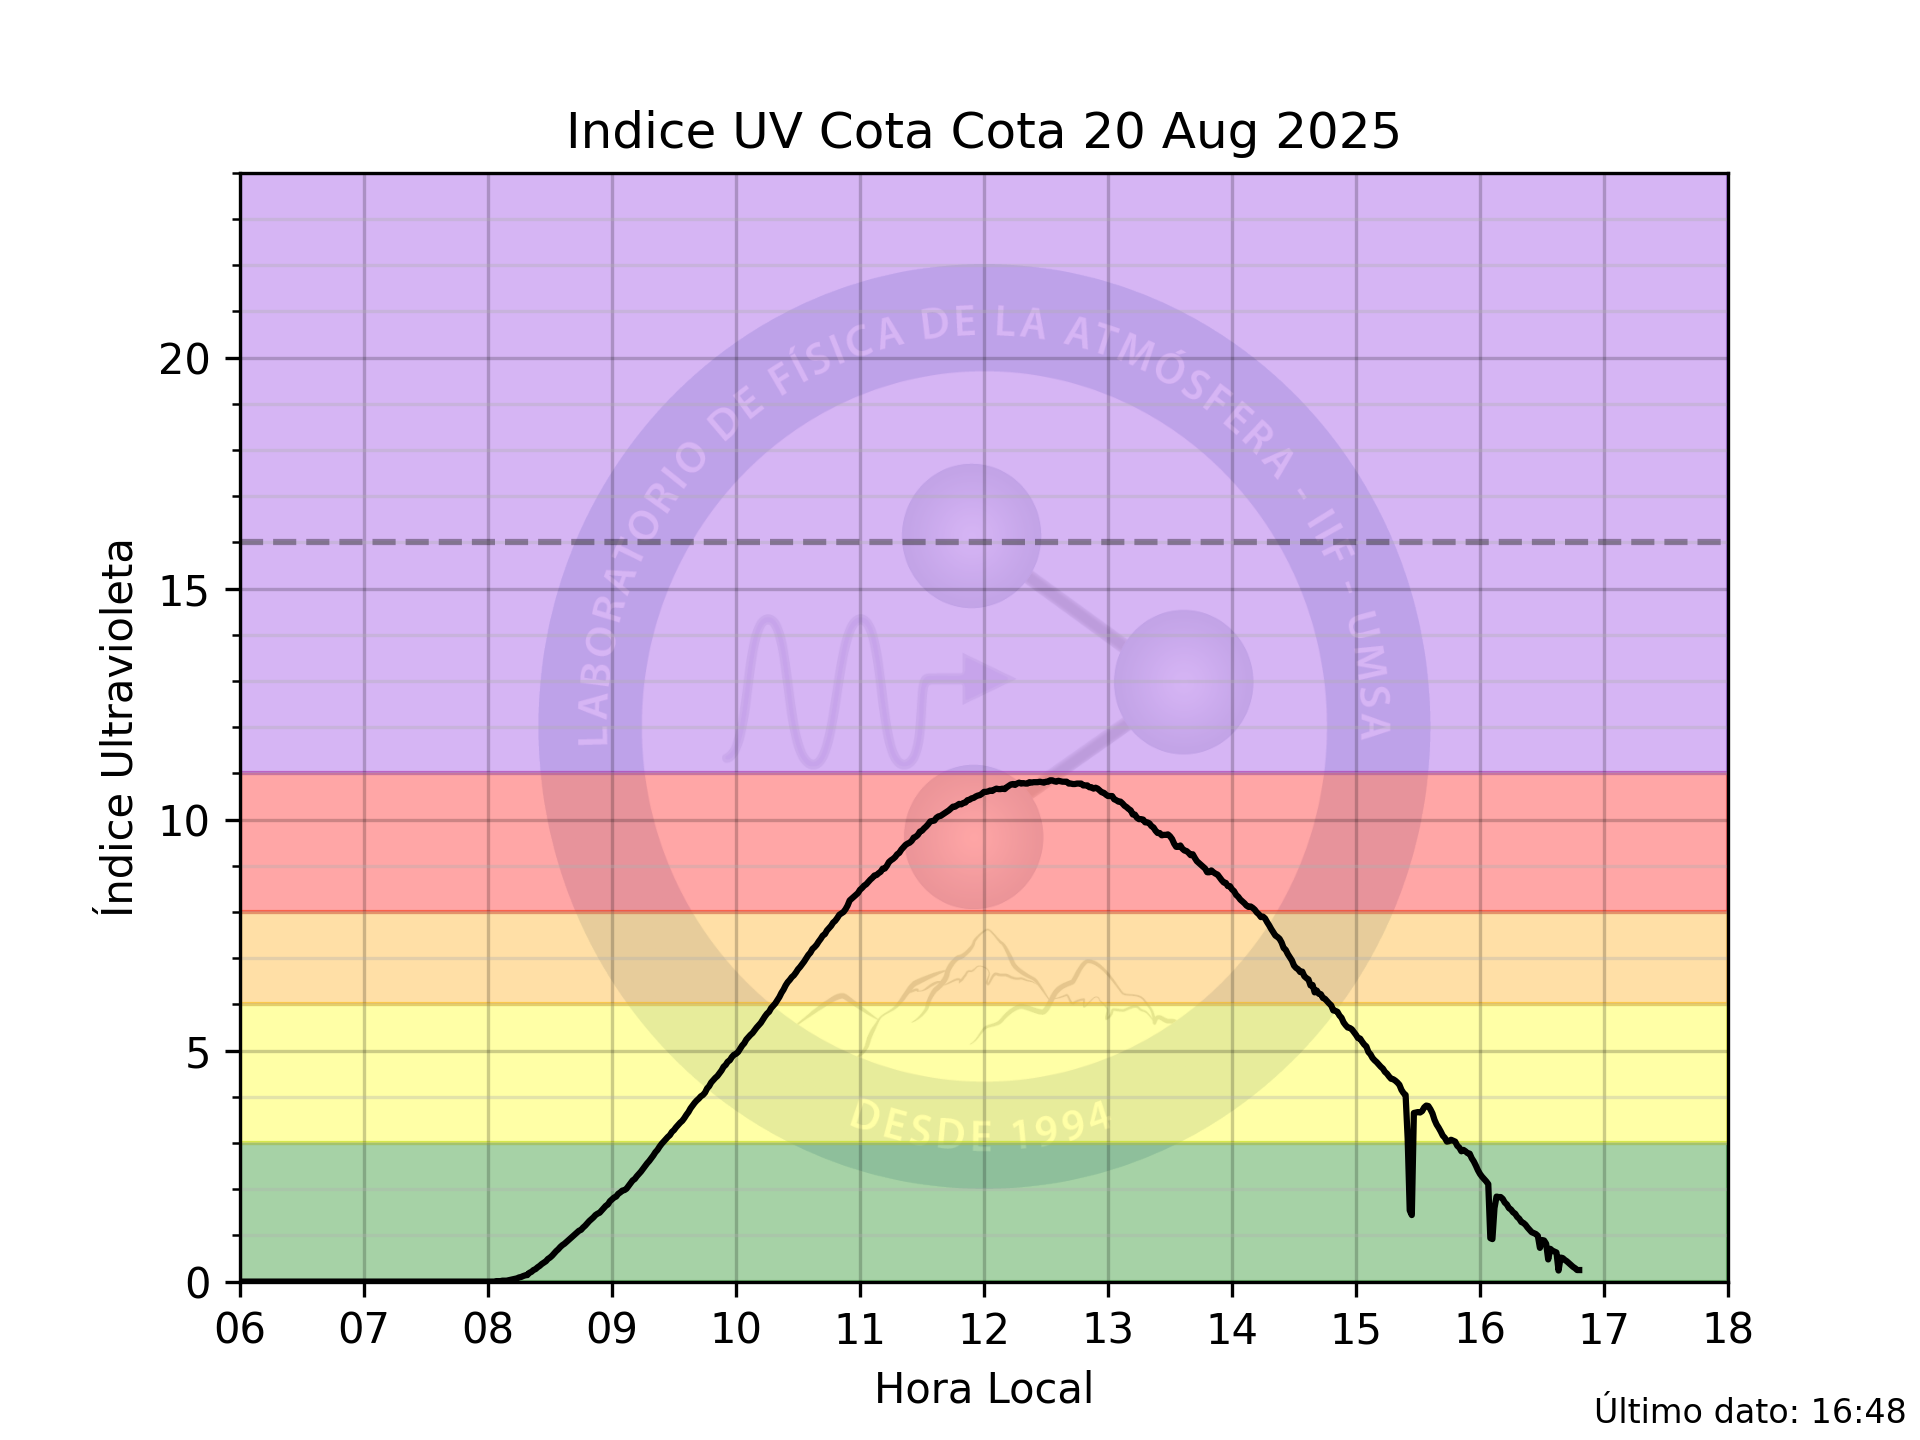 Indice UV Cota Cota 20 Aug 2025
Índice Ultravioleta
20
15
10
5
0
LABORATORIO DE FÍSICA DE LA ATMÓSFERA - IIF - UMSA
DESDE 1994
06 07 08 09 10 11 12 13 14 15 16 17 18
Hora Local
Último dato: 16:48